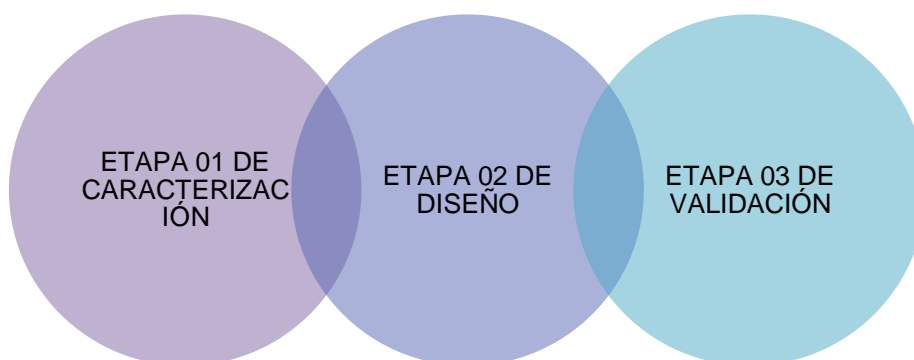 ETAPA 01 DE
CARACTERIZAC
IÓN
ETAPA 02 DE
DISEÑO
ETAPA 03 DE
VALIDACIÓN